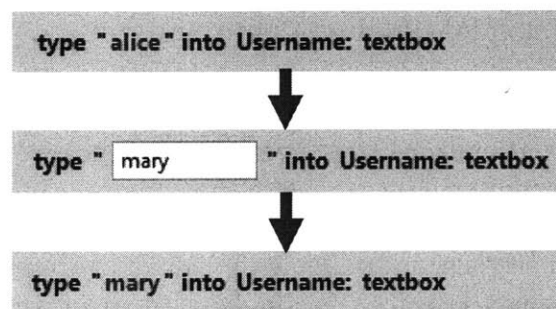 type "alice" into Username: textbox
type " mary " into Username: textbox
type "mary" into Username: textbox